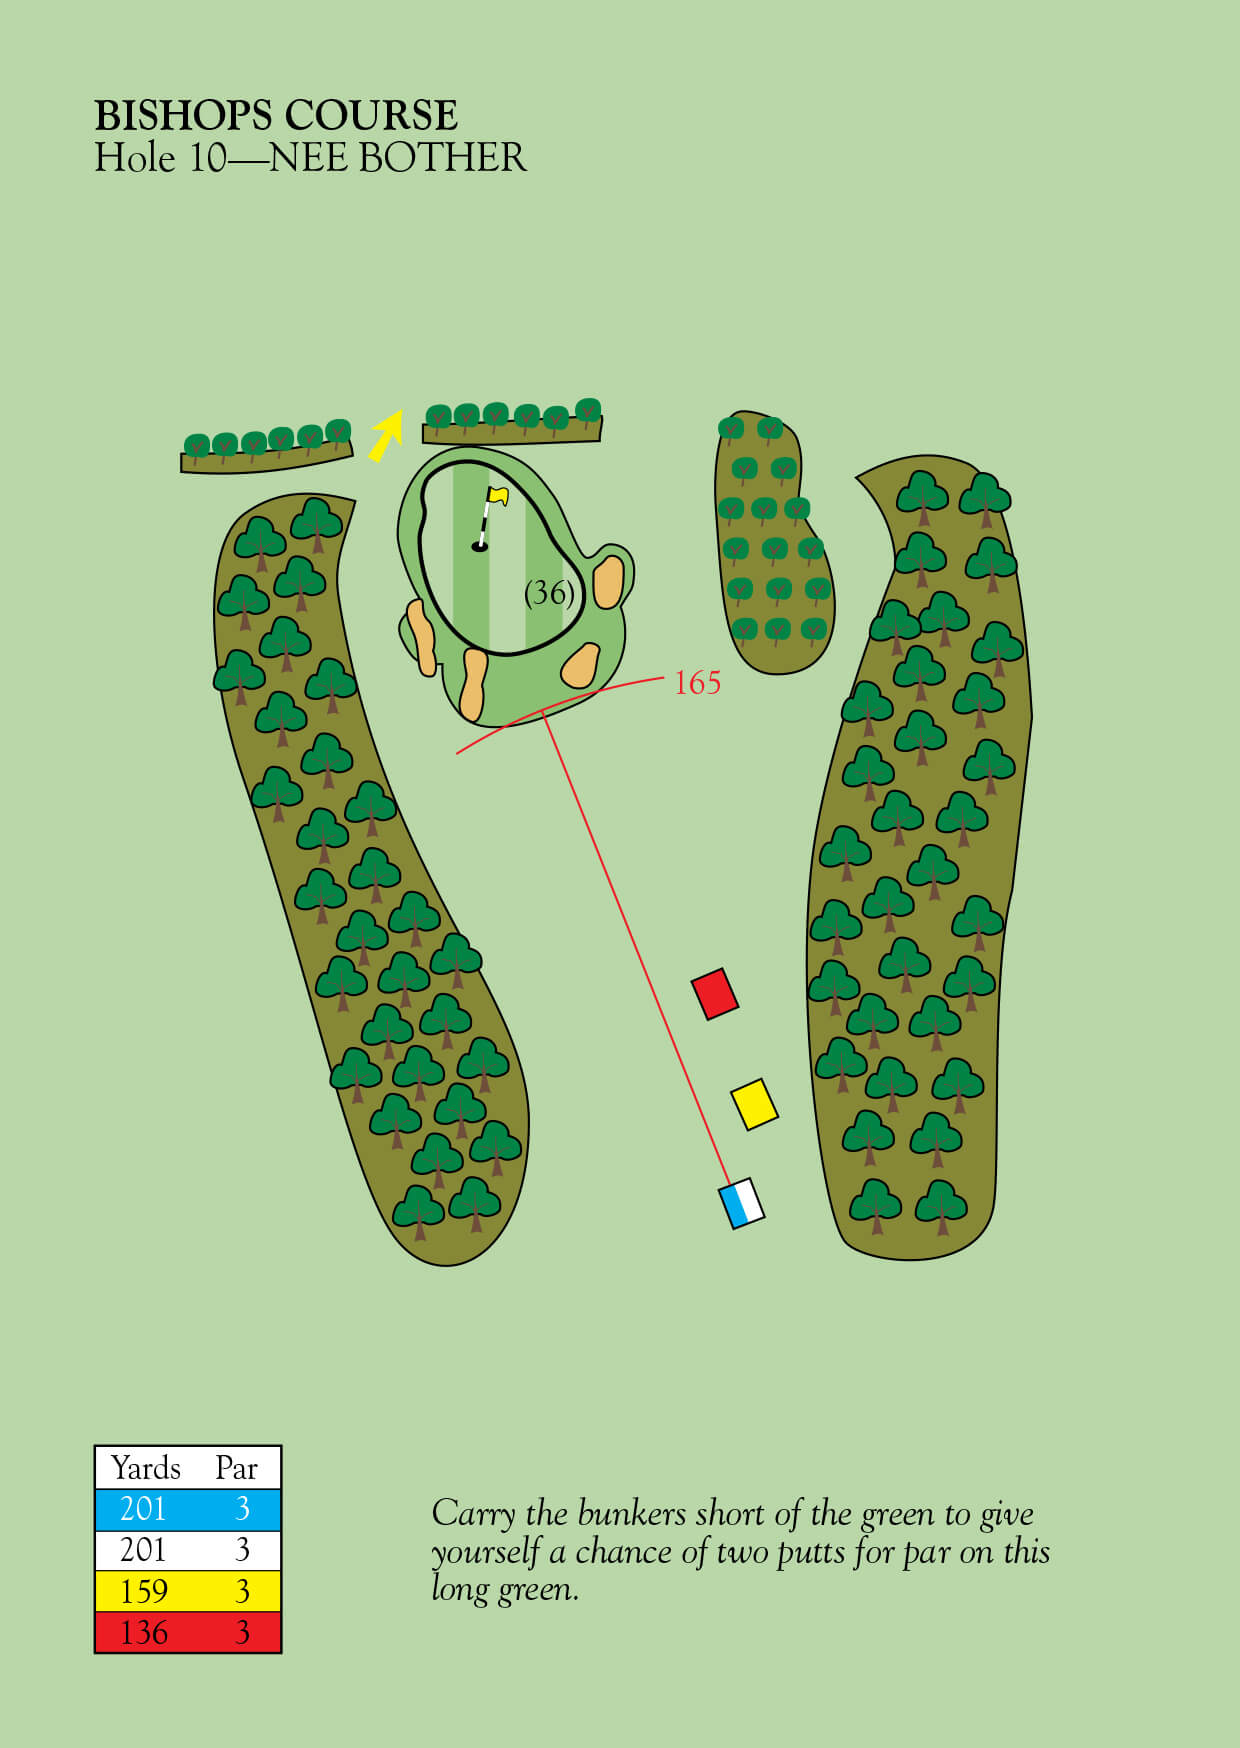 BISHOPS COURSE
Hole 10—NEE BOTHER
(36)
165
Yards Par
201 3
201 3
159 3
136 3
Carry the bunkers short of the green to give
yourself a chance of two putts for par on this
long green.